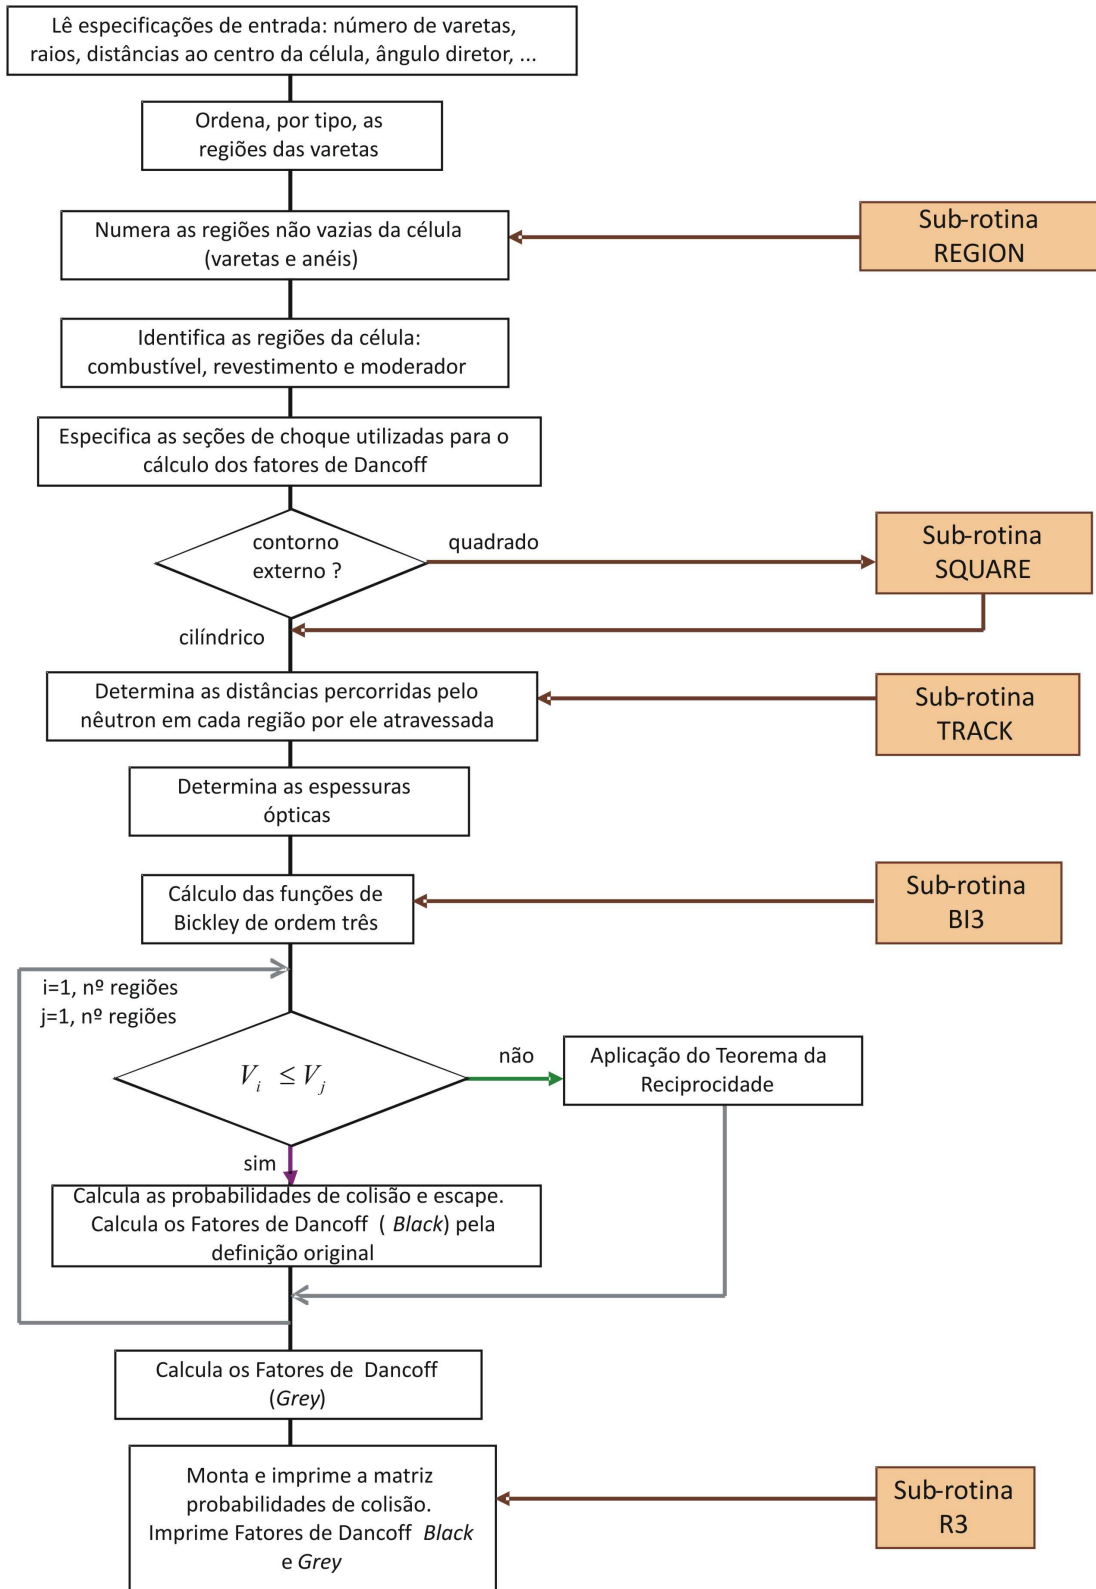 Lê especificações de entrada: número de varetas,
raios, distâncias ao centro da célula, ângulo diretor, ...
Ordena, por tipo, as
regiões das varetas
Numera as regiões não vazias da célula
(varetas e anéis)
Sub-rotina
REGION
Identifica as regiões da célula:
combustível, revestimento e moderador
Especifica as seções de choque utilizadas para o
cálculo dos fatores de Dancoff
contorno
externo ?
quadrado
Sub-rotina
SQUARE
cilíndrico
Determina as distâncias percorridas pelo
nêutron em cada região por ele atravessada
Sub-rotina
TRACK
Determina as espessuras
ópticas
Cálculo das funções de
Bickley de ordem três
Sub-rotina
BI3
i=1, nº regiões
j=1, nº regiões
V_i ≤ V_j
não
Aplicação do Teorema da
Reciprocidade
sim
Calcula as probabilidades de colisão e escape.
Calcula os Fatores de Dancoff ( Black) pela
definição original
Calcula os Fatores de Dancoff
(Grey)
Monta e imprime a matriz
probabilidades de colisão.
Imprime Fatores de Dancoff Black
e Grey
Sub-rotina
R3